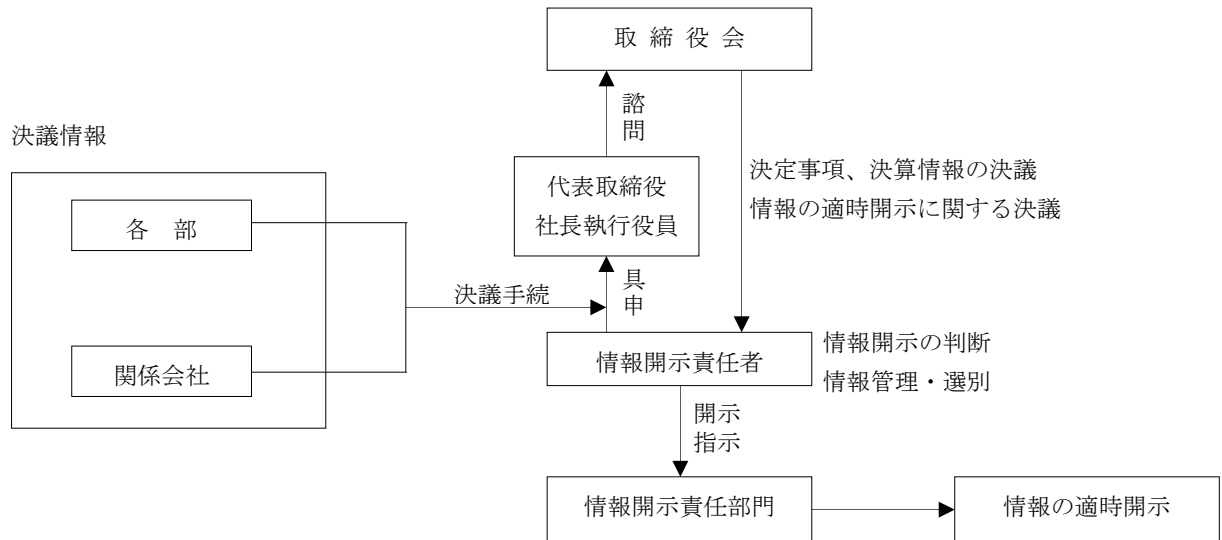 取 締 役 会
諮
問
決議情報
代表取締役
社長執行役員
決定事項、決算情報の決議
情報の適時開示に関する決議
各　部
決議手続
具
申
情報開示責任者
情報開示の判断
情報管理・選別
関係会社
開示
指示
情報開示責任部門
情報の適時開示